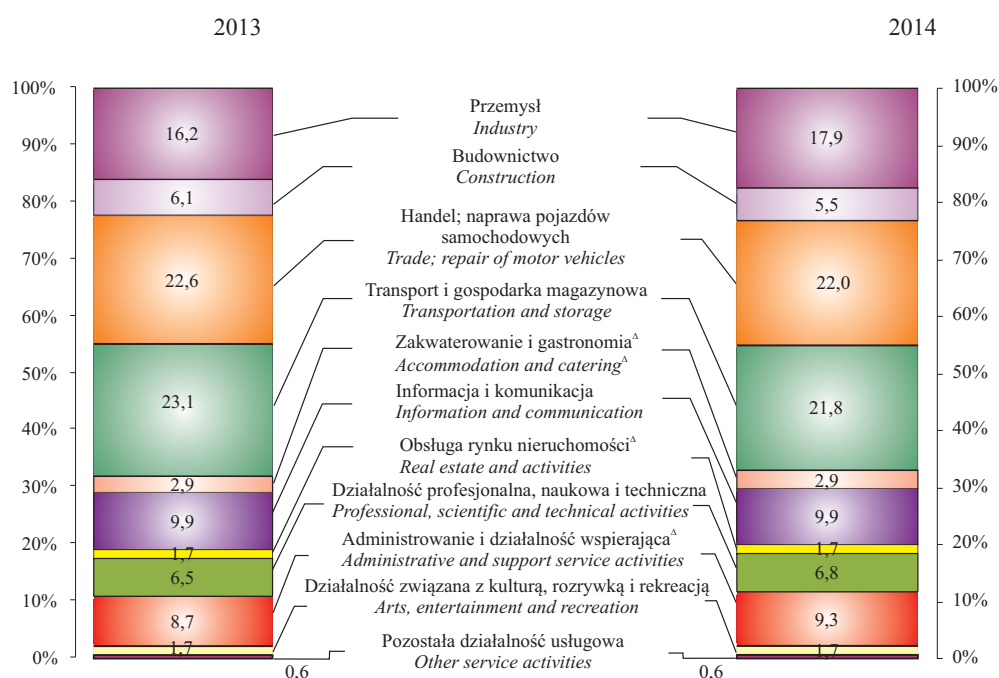 2013
2014
100%
90%
80%
70%
60%
50%
40%
30%
20%
10%
0%
16,2
6,1
22,6
23,1
2,9
9,9
1,7
6,5
8,7
1,7
0,6
Przemysł
Industry
Budownictwo
Construction
Handel; naprawa pojazdów
samochodowych
Trade; repair of motor vehicles
Transport i gospodarka magazynowa
Transportation and storage
Zakwaterowanie i gastronomiaᐞ
Accommodation and cateringᐞ
Informacja i komunikacja
Information and communication
Obsługa rynku nieruchomościᐞ
Real estate and activities
Działalność profesjonalna, naukowa i techniczna
Professional, scientific and technical activities
Administrowanie i działalność wspierającaᐞ
Administrative and support service activities
Działalność związana z kulturą, rozrywką i rekreacją
Arts, entertainment and recreation
Pozostała działalność usługowa
Other service activities
17,9
5,5
22,0
21,8
2,9
9,9
1,7
6,8
9,3
1,7
0,6
100%
90%
80%
70%
60%
50%
40%
30%
20%
10%
0%